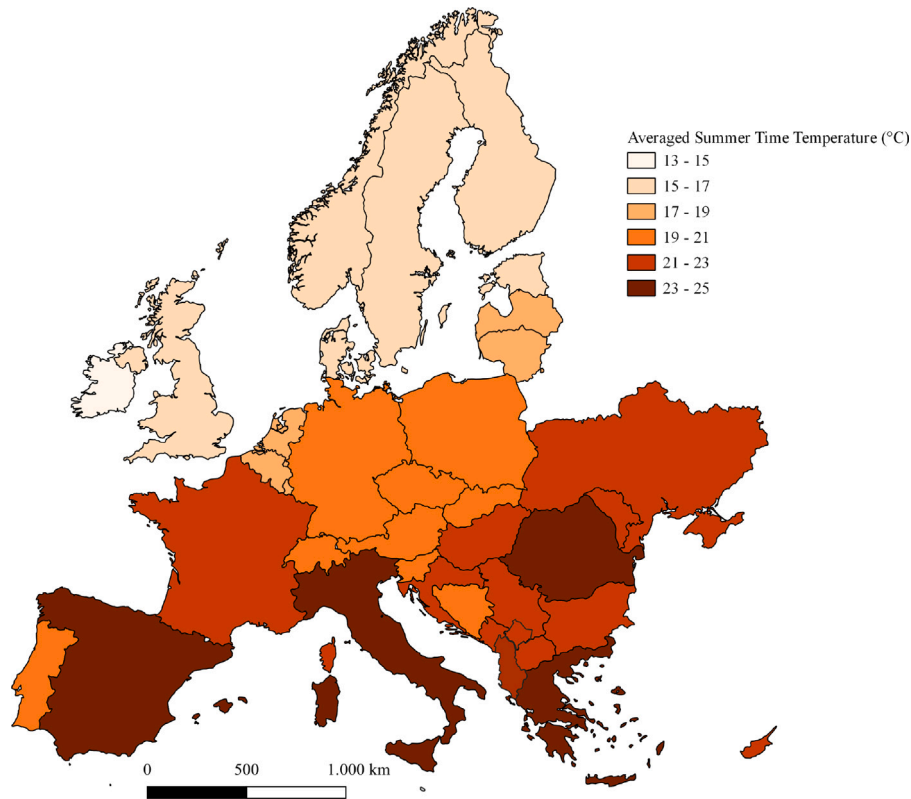 Averaged Summer Time Temperature (°C)
13 - 15
15 - 17
17 - 19
19 - 21
21 - 23
23 - 25
0 500 1.000 km